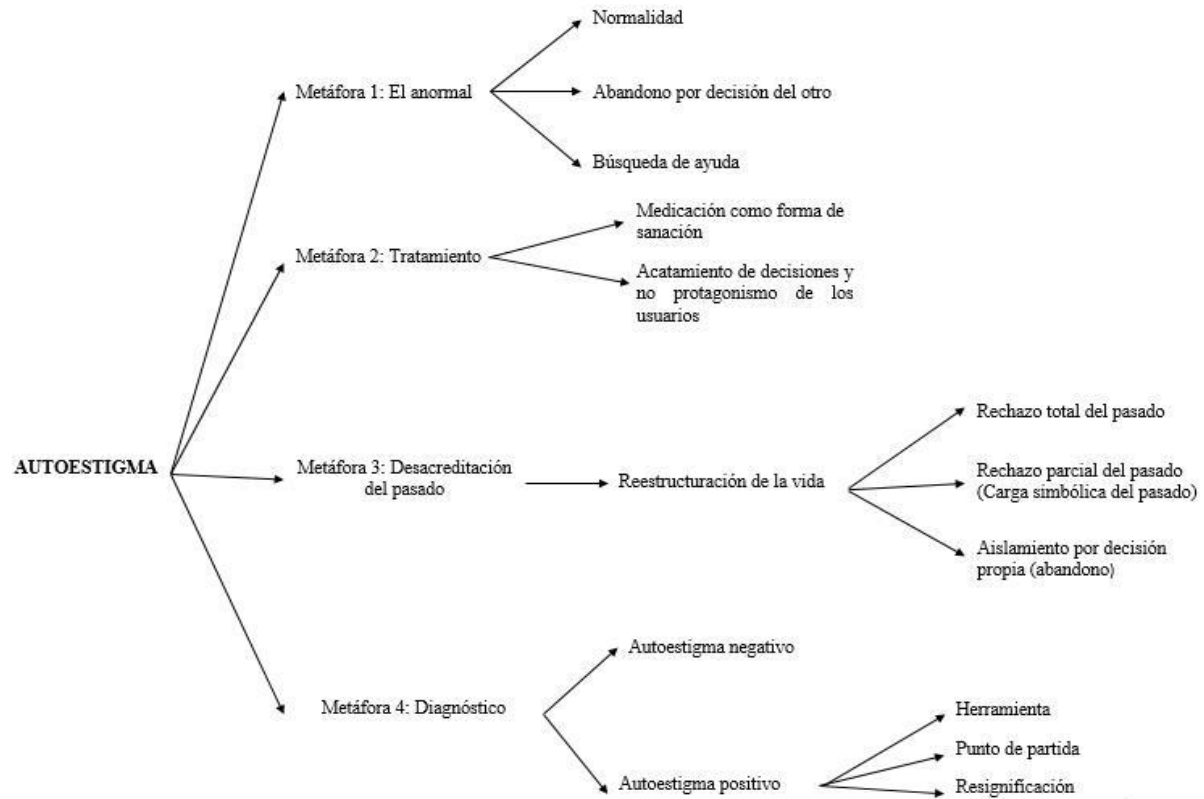 Normalidad
Metáfora 1: El anormal
Abandono por decisión del otro
Búsqueda de ayuda
Medicación como forma de
sanación
Metáfora 2: Tratamiento
Acatamiento de decisiones y
no protagonismo de los
usuarios
AUTOESTIGMA
Metáfora 3: Desacreditación
del pasado
Reestructuración de la vida
Rechazo total del pasado
Rechazo parcial del pasado
(Carga simbólica del pasado)
Aislamiento por decisión
propia (abandono)
Metáfora 4: Diagnóstico
Autoestigma negativo
Autoestigma positivo
Herramienta
Punto de partida
Resignificación